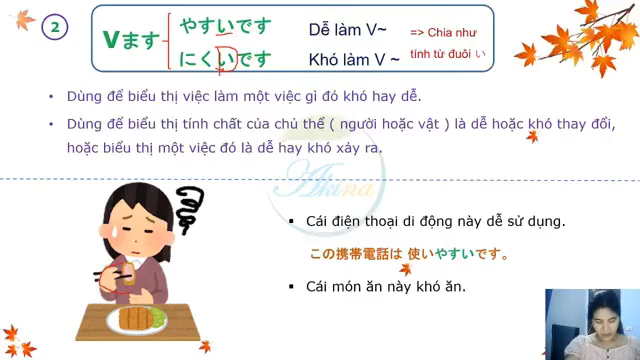 2
Vます
やすいです
Dễ làm V~
にくいです
Khó làm V ~
=> Chia như
tính từ đuôi い
• Dùng để biểu thị việc làm một việc gì đó khó hay dễ.
• Dùng để biểu thị tính chất của chủ thể ( người hoặc vật ) là dễ hoặc khó thay đổi,
hoặc biểu thị một việc đó là dễ hay khó xảy ra.
Akina
▪ Cái điện thoại di động này dễ sử dụng.
この携帯電話は 使いやすいです。
▪ Cái món ăn này khó ăn.